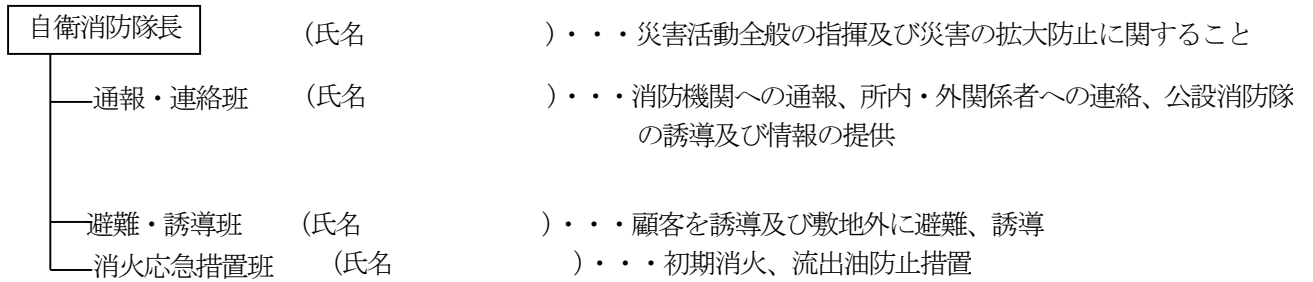 自衛消防隊長 (氏名 )・・・災害活動全般の指揮及び災害の拡大防止に関すること
通報・連絡班 (氏名 )・・・消防機関への通報、所内・外関係者への連絡、公設消防隊
の誘導及び情報の提供
避難・誘導班 (氏名 )・・・顧客を誘導及び敷地外に避難、誘導
消火応急措置班 (氏名 )・・・初期消火、流出油防止措置